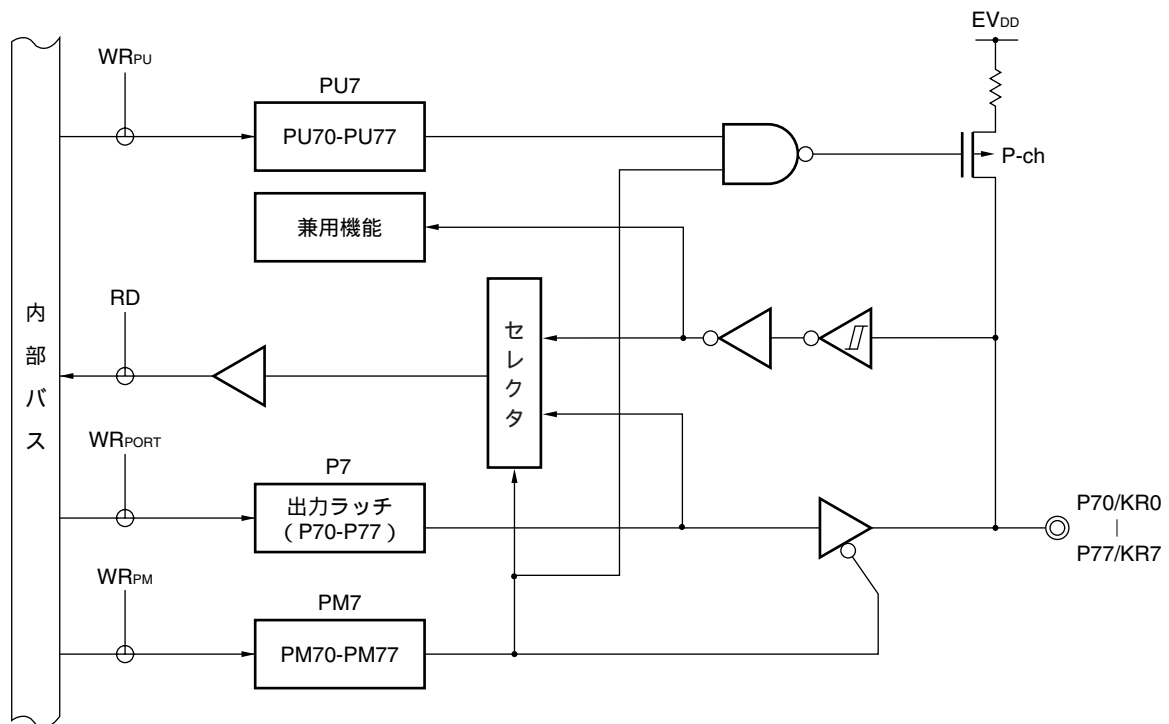 EVDD
WRPU
PU7
PU70-PU77
P-ch
兼用機能
RD
内部バス
セレクタ
WRPORT
P7
出力ラッチ
（P70-P77）
P70/KR0
|
P77/KR7
WRPM
PM7
PM70-PM77